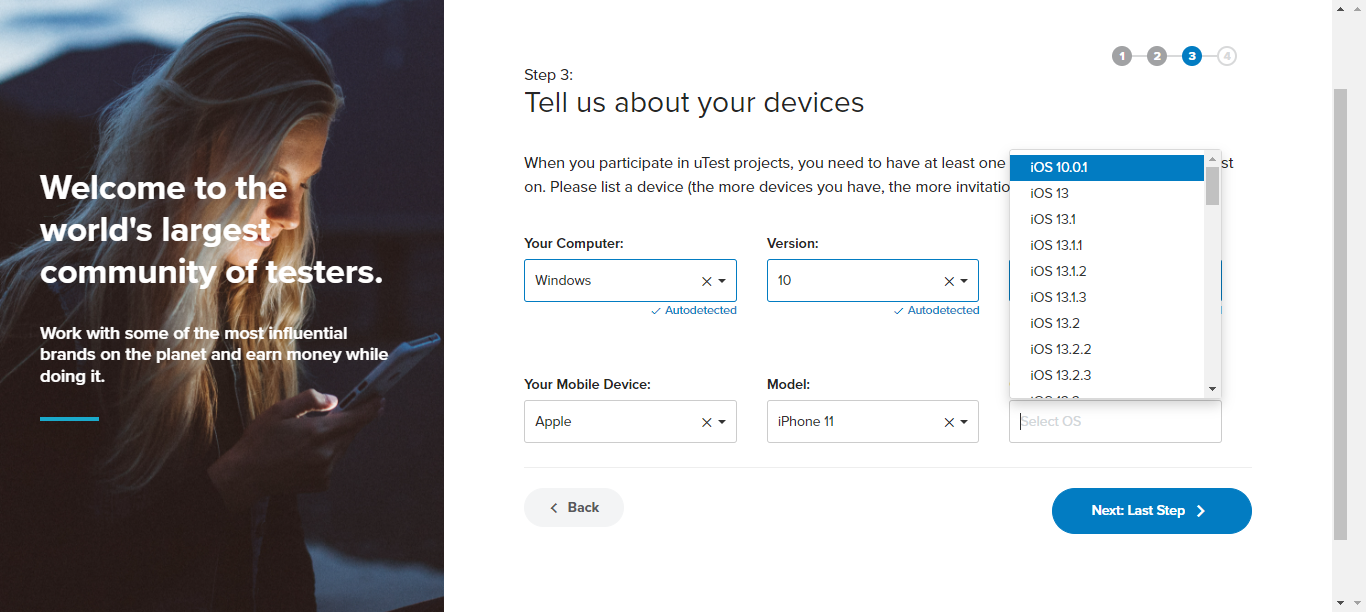 Welcome to the
world's largest
community of testers.
Work with some of the most influential
brands on the planet and earn money while
doing it.
1 2 3 4
Step 3:
Tell us about your devices
When you participate in uTest projects, you need to have at least one st
on. Please list a device (the more devices you have, the more invitatio
Your Computer: Version:
Windows 10
Autodetected Autodetected
iOS 10.0.1
iOS 13
iOS 13.1
iOS 13.1.1
iOS 13.1.2
iOS 13.1.3
iOS 13.2
iOS 13.2.2
iOS 13.2.3
Your Mobile Device: Model:
Apple iPhone 11 Select OS
Back Next: Last Step